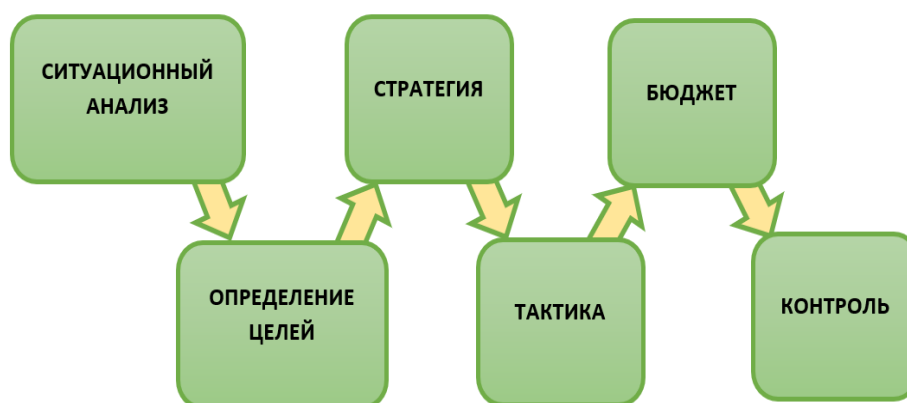 СИТУАЦИОННЫЙ
АНАЛИЗ
ОПРЕДЕЛЕНИЕ
ЦЕЛЕЙ
СТРАТЕГИЯ
ТАКТИКА
БЮДЖЕТ
КОНТРОЛЬ